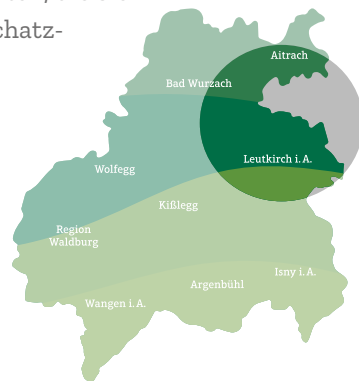 chatz-
Aitrach
Bad Wurzach
Leutkirch i. A.
Wolfegg
Kißlegg
Region
Waldburg
Isny i. A.
Argenbühl
Wangen i. A.